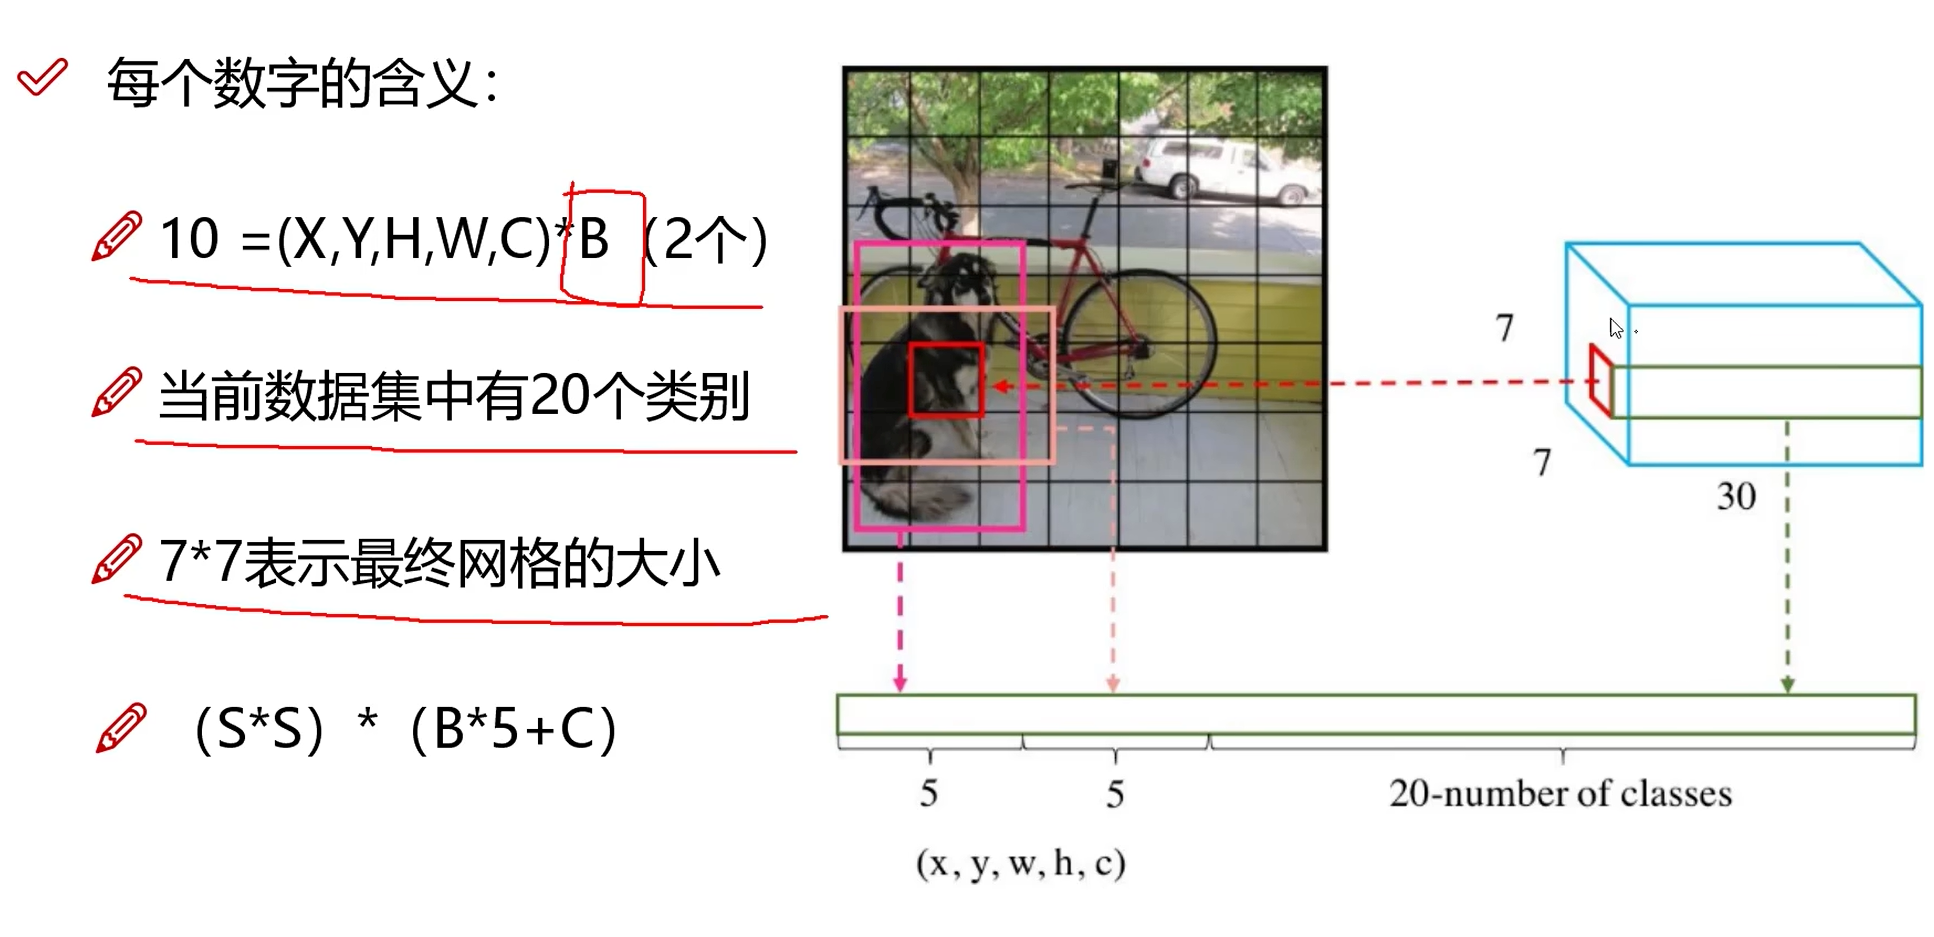 每个数字的含义：
10 =(X,Y,H,W,C)*B（2个）
当前数据集中有20个类别
7*7表示最终网格的大小
（S*S）*（B*5+C）
7
7
30
5
5
20-number of classes
(x, y, w, h, c)